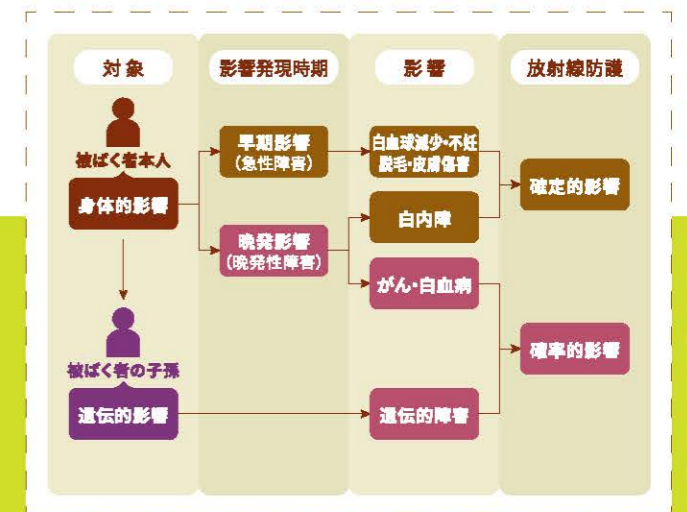 対象
影響発現時期
影響
放射線防護
被ばく者本人
身体的影響
早期影響
(急性障害)
白血球減少・不妊
脱毛・皮膚傷害
確定的影響
晩発影響
(晩発性障害)
白内障
がん・白血病
確率的影響
被ばく者の子孫
遺伝的影響
遺伝的障害